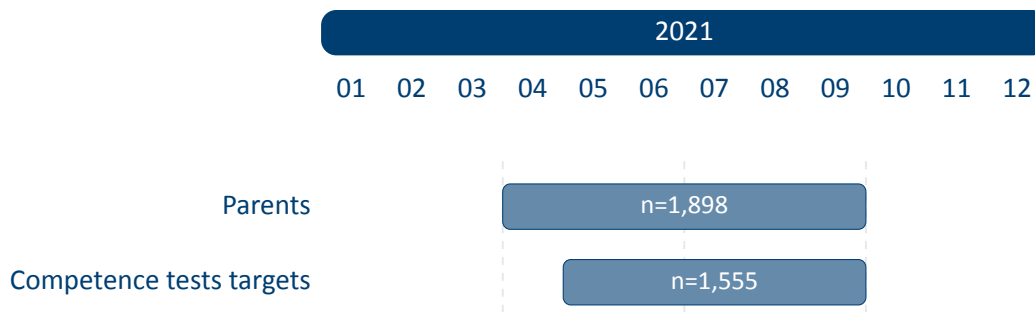 2021
01 02 03 04 05 06 07 08 09 10 11 12
Parents n=1,898
Competence tests targets n=1,555